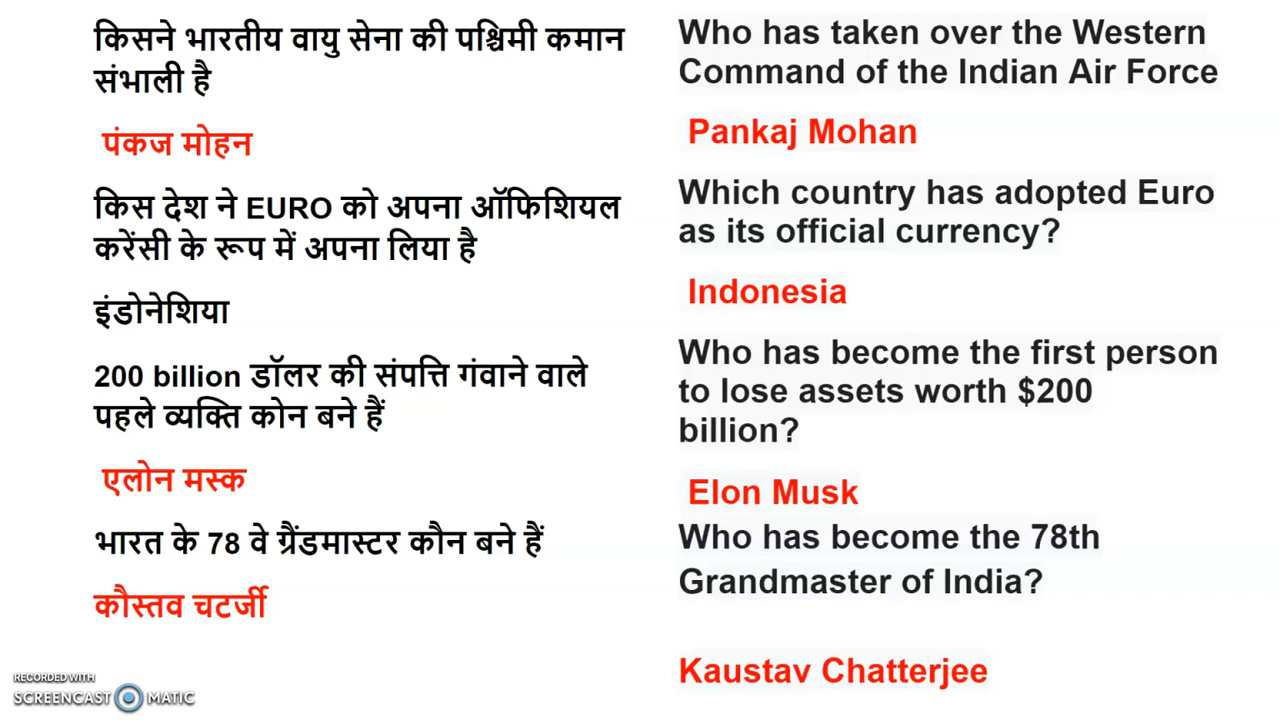 किसने भारतीय वायु सेना की पश्चिमी कमान
संभाली है
पंकज मोहन
किस देश ने EURO को अपना ऑफिशियल
करेंसी के रूप में अपना लिया है
इंडोनेशिया
200 billion डॉलर की संपत्ति गंवाने वाले
पहले व्यक्ति कोन बने हैं
एलोन मस्क
भारत के 78 वे ग्रैंडमास्टर कौन बने हैं
कौस्तव चटर्जी
Who has taken over the Western
Command of the Indian Air Force
Pankaj Mohan
Which country has adopted Euro
as its official currency?
Indonesia
Who has become the first person
to lose assets worth $200
billion?
Elon Musk
Who has become the 78th
Grandmaster of India?
Kaustav Chatterjee
RECORDED WITH
SCREENCAST MATIC